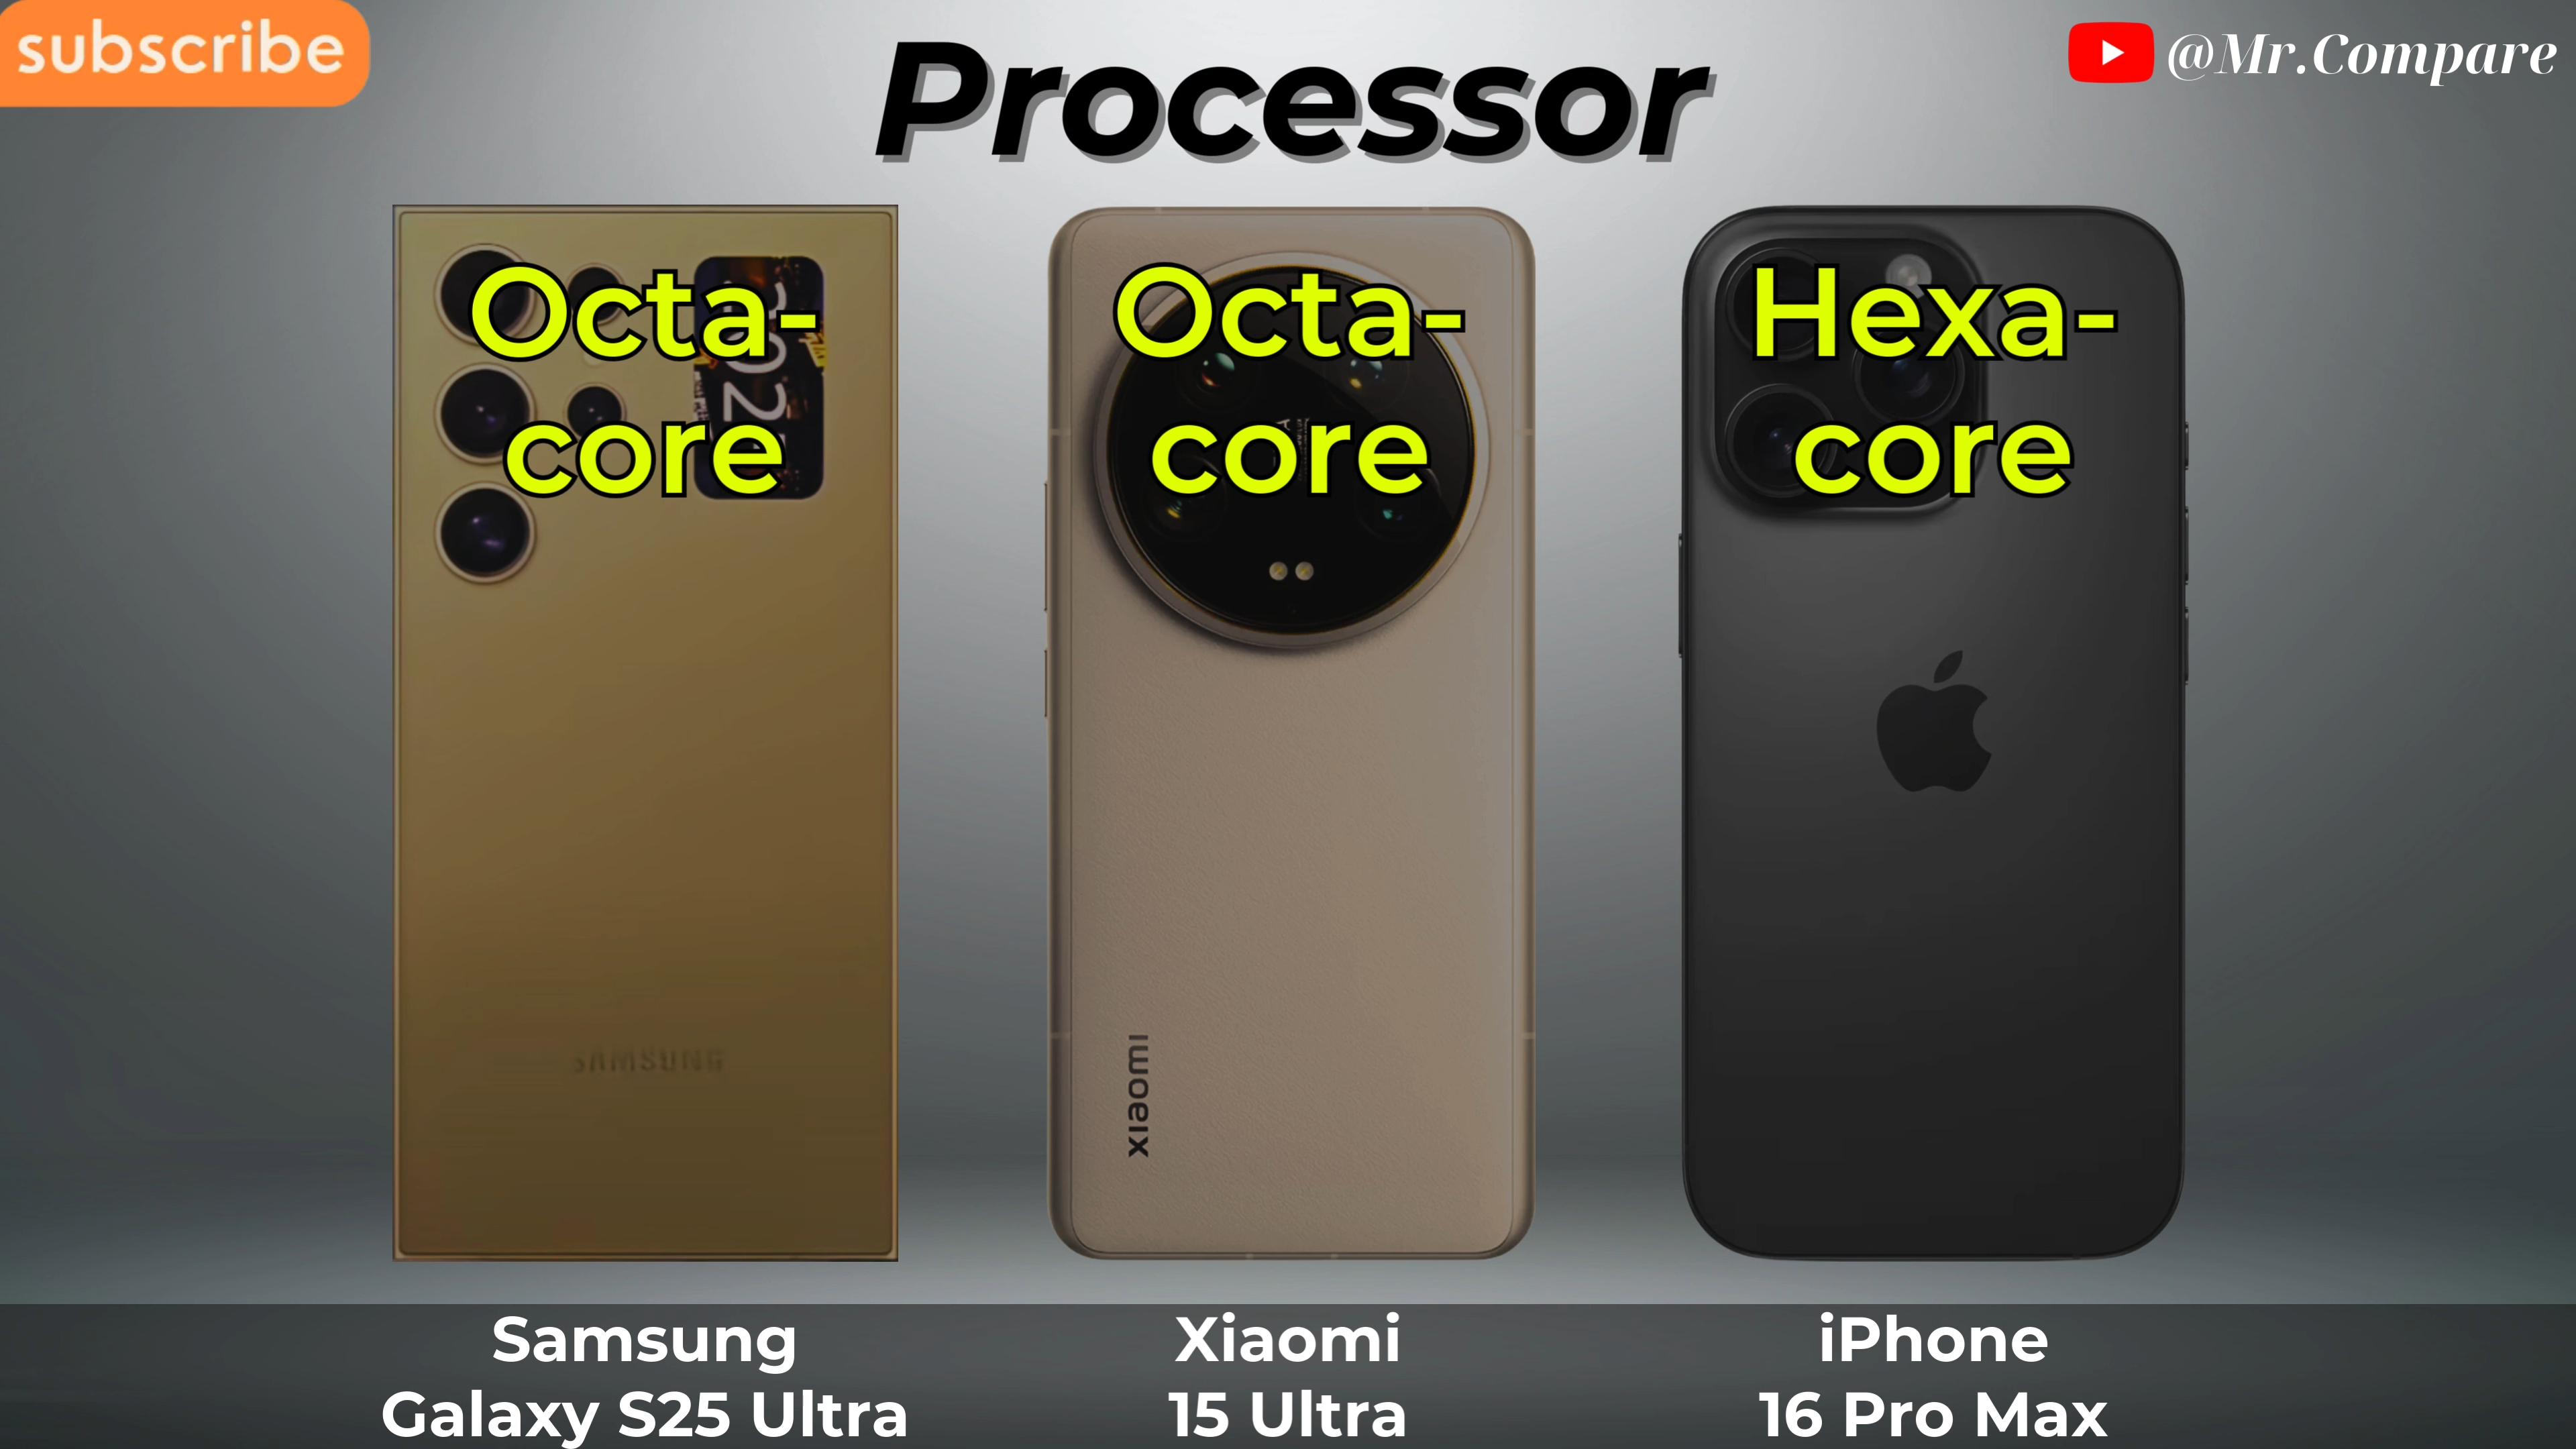 subscribe
Processor
@Mr.Compare
Octa-
core
Octa-
core
Hexa-
core
SAMSUNG
xiaomi
Samsung
Galaxy S25 Ultra
Xiaomi
15 Ultra
iPhone
16 Pro Max